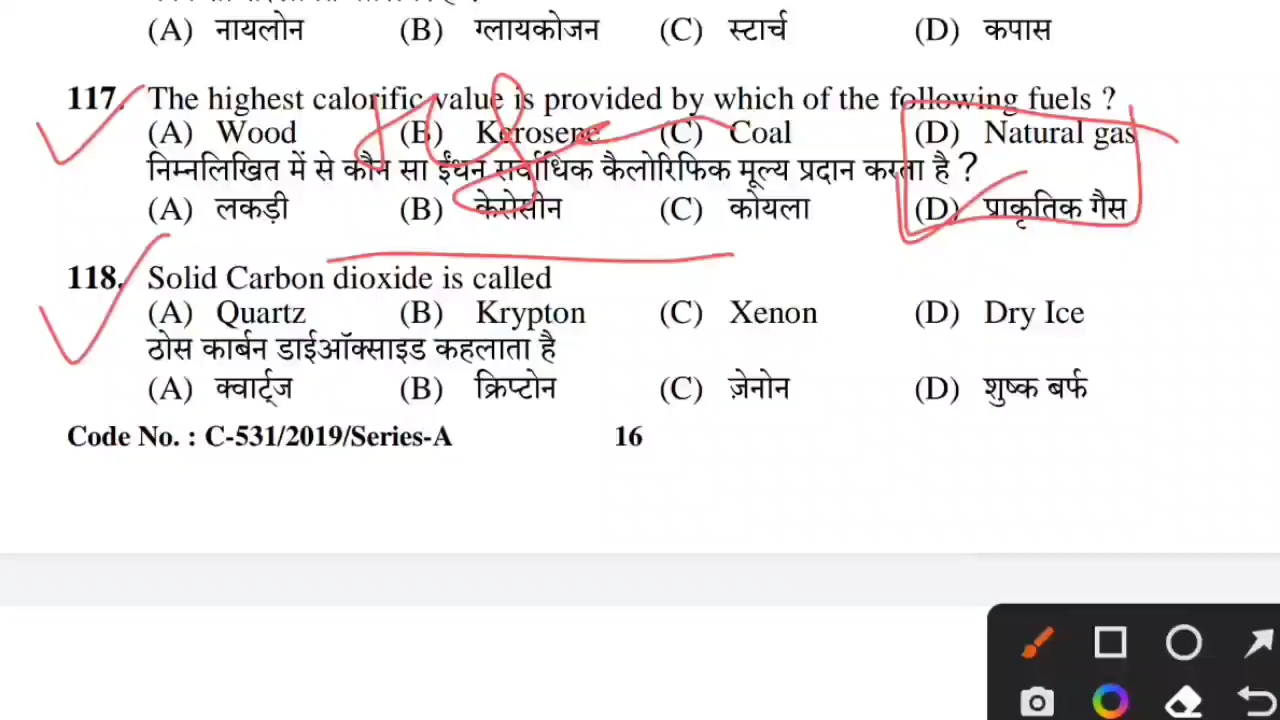 (A) नायलोन (B) ग्लायकोजन (C) स्टार्च (D) कपास
117. The highest calorific value is provided by which of the following fuels ?
(A) Wood (B) Kerosene (C) Coal (D) Natural gas
निम्नलिखित में से कौन सा ईंधन सर्वाधिक कैलोरिफिक मूल्य प्रदान करता है ?
(A) लकड़ी (B) केरोसीन (C) कोयला (D) प्राकृतिक गैस
118. Solid Carbon dioxide is called
(A) Quartz (B) Krypton (C) Xenon (D) Dry Ice
ठोस कार्बन डाईऑक्साइड कहलाता है
(A) क्वार्ट्ज (B) क्रिप्टोन (C) ज़ेनोन (D) शुष्क बर्फ
Code No. : C-531/2019/Series-A 16